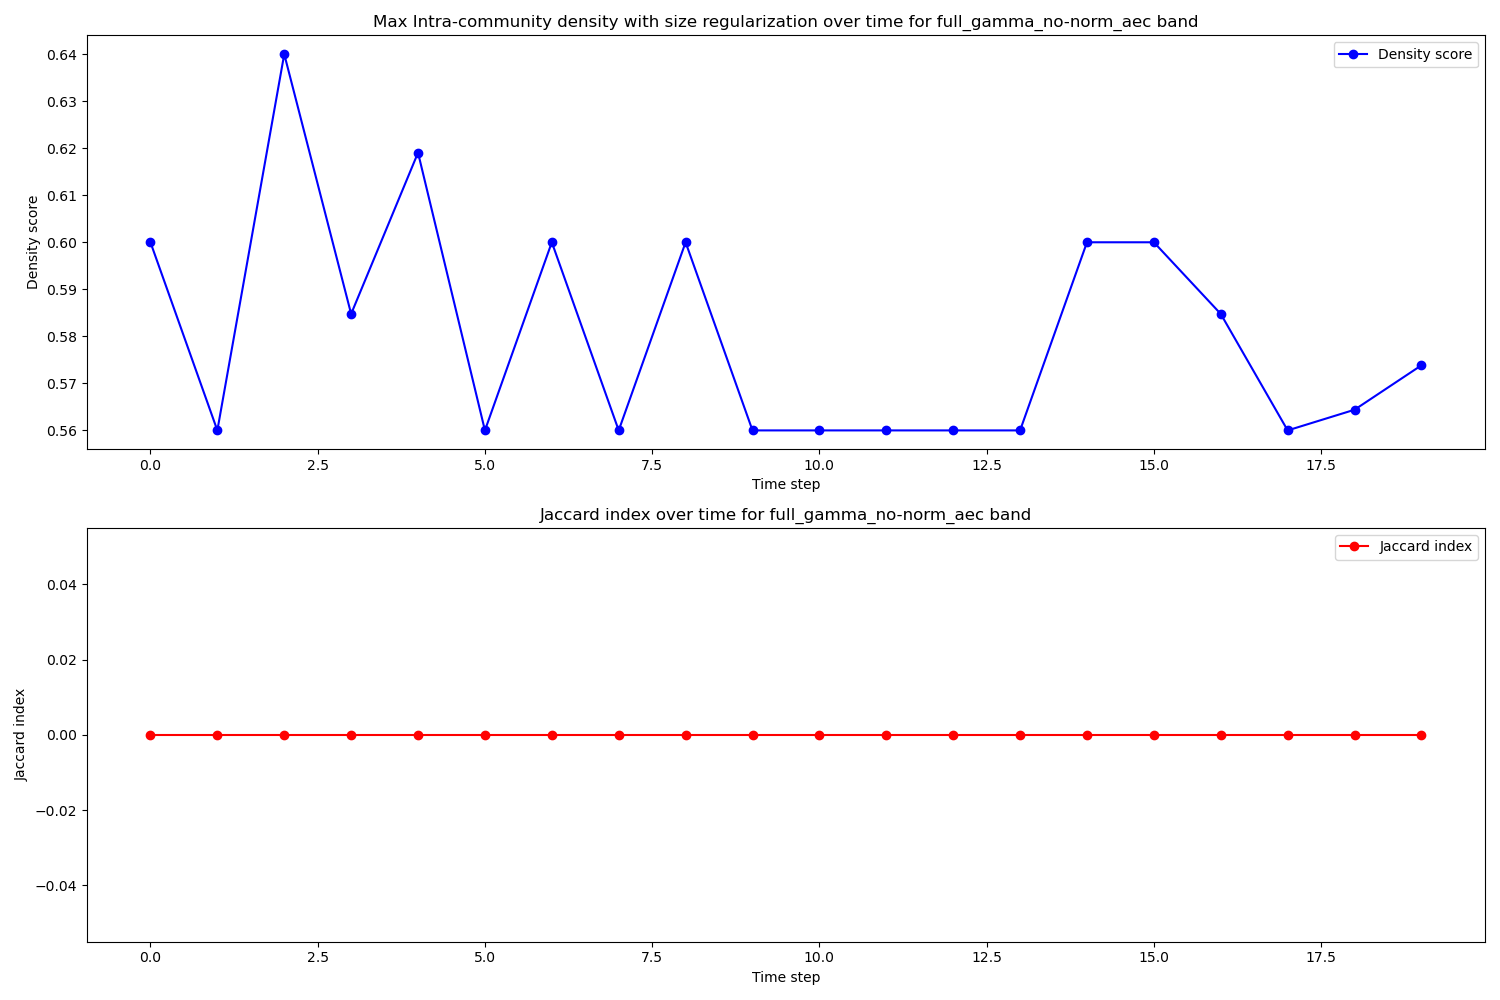 Max Intra-community density with size regularization over time for full_gamma_no-norm_aec band
Density score
0.64
0.63
0.62
0.61
0.60
0.59
0.58
0.57
0.56
Density score
0.0 2.5 5.0 7.5 10.0 12.5 15.0 17.5
Time step
Jaccard index over time for full_gamma_no-norm_aec band
Jaccard index
0.04
0.02
0.00
−0.02
−0.04
Jaccard index
0.0 2.5 5.0 7.5 10.0 12.5 15.0 17.5
Time step